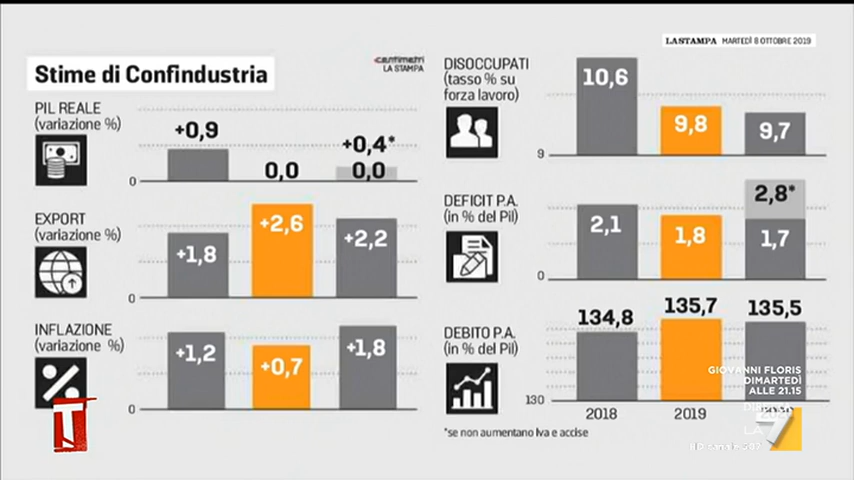 LA STAMPA MARTEDÌ 8 OTTOBRE 2019
Stime di Confindustria
centimetri
LA STAMPA
PIL REALE
(variazione %)
+0,9
0,0
+0,4*
0,0
0
EXPORT
(variazione %)
+1,8
+2,6
+2,2
0
INFLAZIONE
(variazione %)
+1,2
+0,7
+1,8
0
DISOCCUPATI
(tasso % su
forza lavoro)
10,6
9,8
9,7
9
DEFICIT P.A.
(in % del Pil)
2,1
1,8
2,8*
1,7
0
DEBITO P.A.
(in % del Pil)
134,8
135,7
135,5
130
2018
2019
2020
*se non aumentano Iva e accise
GIOVANNI FLORIS
DIMARTEDÌ
ALLE 21.15
LA
7
T